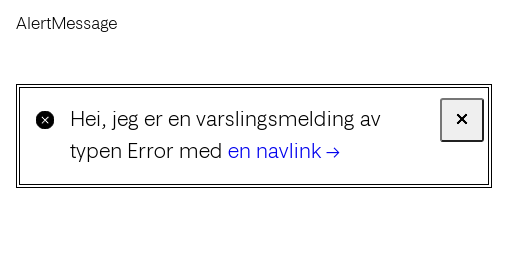 AlertMessage
Hei, jeg er en varslingsmelding av
typen Error med en navlink →